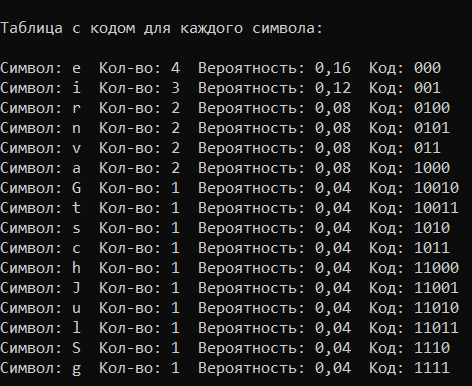 Таблица с кодом для каждого символа:
Символ: e Кол-во: 4 Вероятность: 0,16 Код: 000
Символ: i Кол-во: 3 Вероятность: 0,12 Код: 001
Символ: r Кол-во: 2 Вероятность: 0,08 Код: 0100
Символ: n Кол-во: 2 Вероятность: 0,08 Код: 0101
Символ: v Кол-во: 2 Вероятность: 0,08 Код: 011
Символ: a Кол-во: 2 Вероятность: 0,08 Код: 1000
Символ: G Кол-во: 1 Вероятность: 0,04 Код: 10010
Символ: t Кол-во: 1 Вероятность: 0,04 Код: 10011
Символ: s Кол-во: 1 Вероятность: 0,04 Код: 1010
Символ: c Кол-во: 1 Вероятность: 0,04 Код: 1011
Символ: h Кол-во: 1 Вероятность: 0,04 Код: 11000
Символ: J Кол-во: 1 Вероятность: 0,04 Код: 11001
Символ: u Кол-во: 1 Вероятность: 0,04 Код: 11010
Символ: l Кол-во: 1 Вероятность: 0,04 Код: 11011
Символ: S Кол-во: 1 Вероятность: 0,04 Код: 1110
Символ: g Кол-во: 1 Вероятность: 0,04 Код: 1111